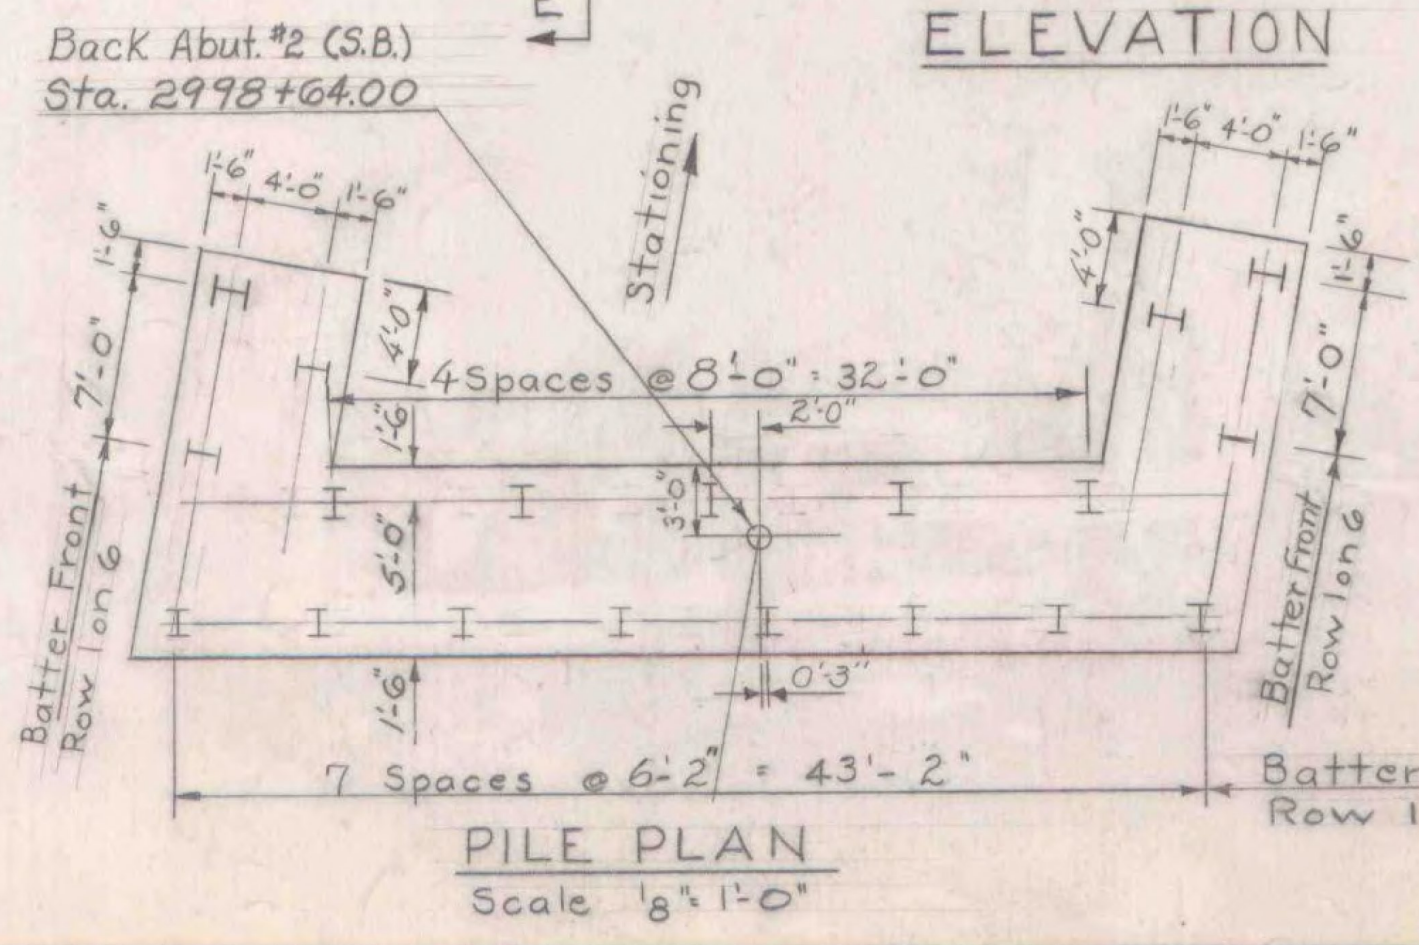 Back Abut. #2 (S.B.)
Sta. 2998+64.00
ELEVATION
Stationing
1'-6" 4'-0" 1'-6"
1'-6"
7'-0"
4'-0"
Batter Front
Row 1 on 6
1'-6" 4'-0" 1'-6"
4'-0"
1'-6"
7'-0"
Batter front
Row 1 on 6
4 Spaces @ 8'-0" = 32'-0"
2'-0"
1'-6"
3'-0"
5'-0"
1'-6"
0'-3"
7 Spaces @ 6'-2" = 43'-2"
Batter
Row 1
PILE PLAN
Scale 1/8" = 1'-0"